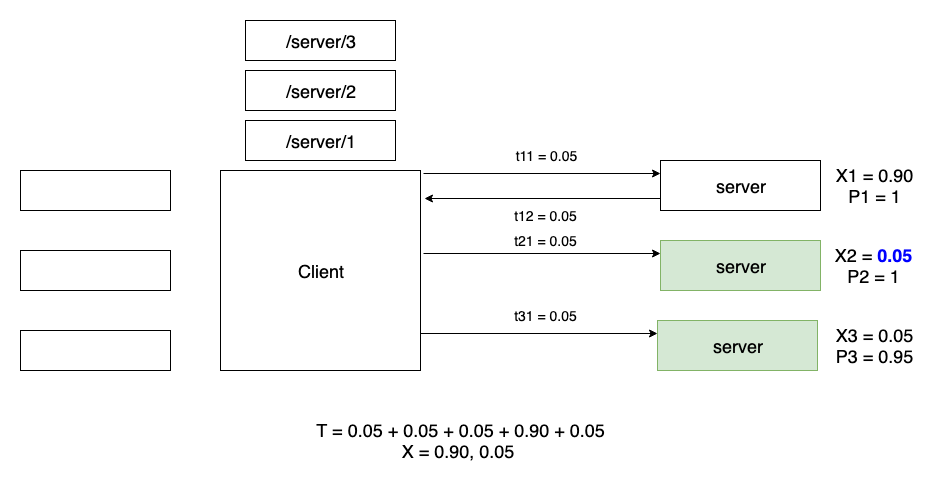 /server/3
/server/2
/server/1
t11 = 0.05
server
X1 = 0.90
P1 = 1
t12 = 0.05
t21 = 0.05
Client
server
X2 = 0.05
P2 = 1
t31 = 0.05
server
X3 = 0.05
P3 = 0.95
T = 0.05 + 0.05 + 0.05 + 0.90 + 0.05
X = 0.90, 0.05